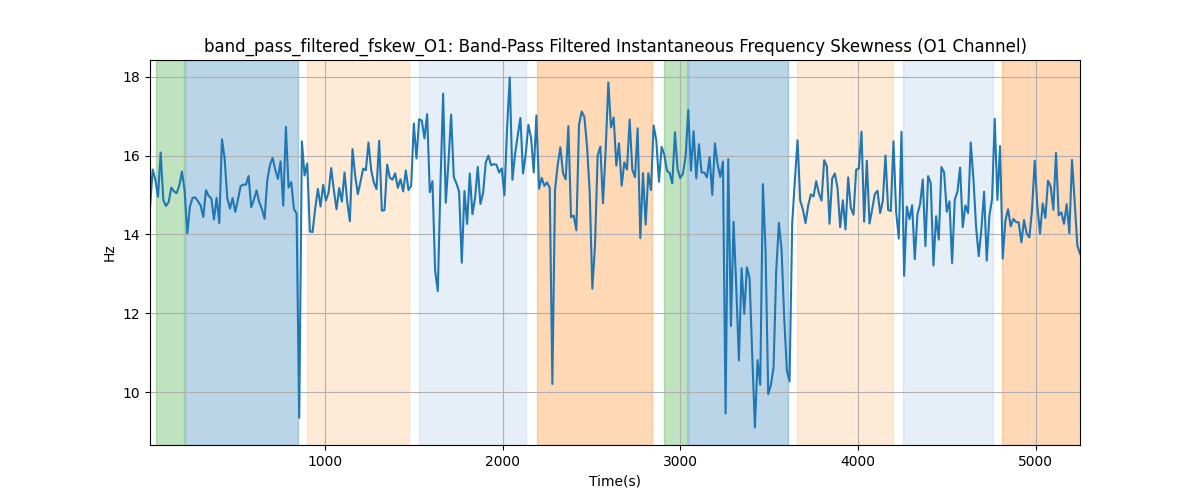 band_pass_filtered_fskew_O1: Band-Pass Filtered Instantaneous Frequency Skewness (O1 Channel)
18
16
14
12
10
Hz
1000 2000 3000 4000 5000
Time(s)